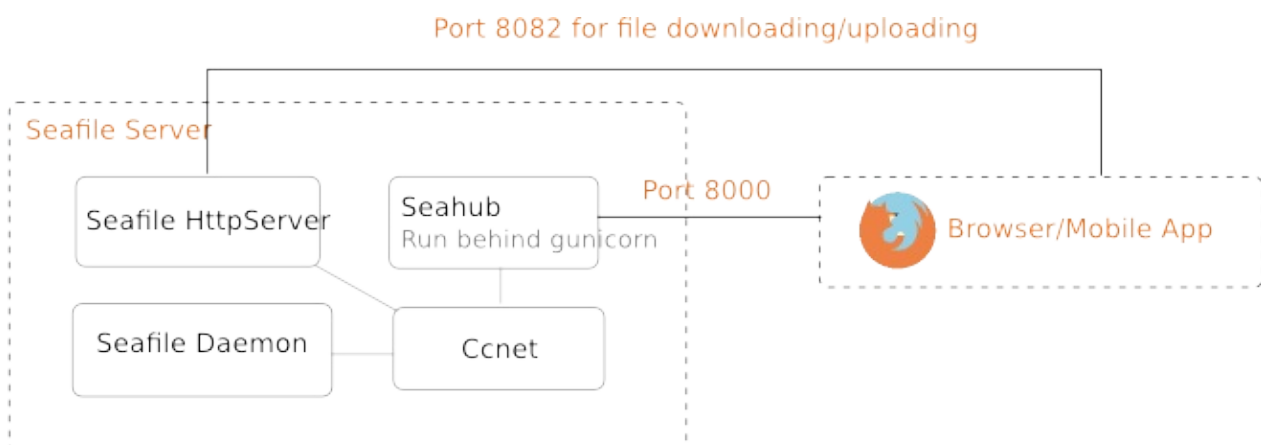 Port 8082 for file downloading/uploading
Seafile Server
Seafile HttpServer
Seahub
Run behind gunicorn
Port 8000
Browser/Mobile App
Seafile Daemon
Ccnet